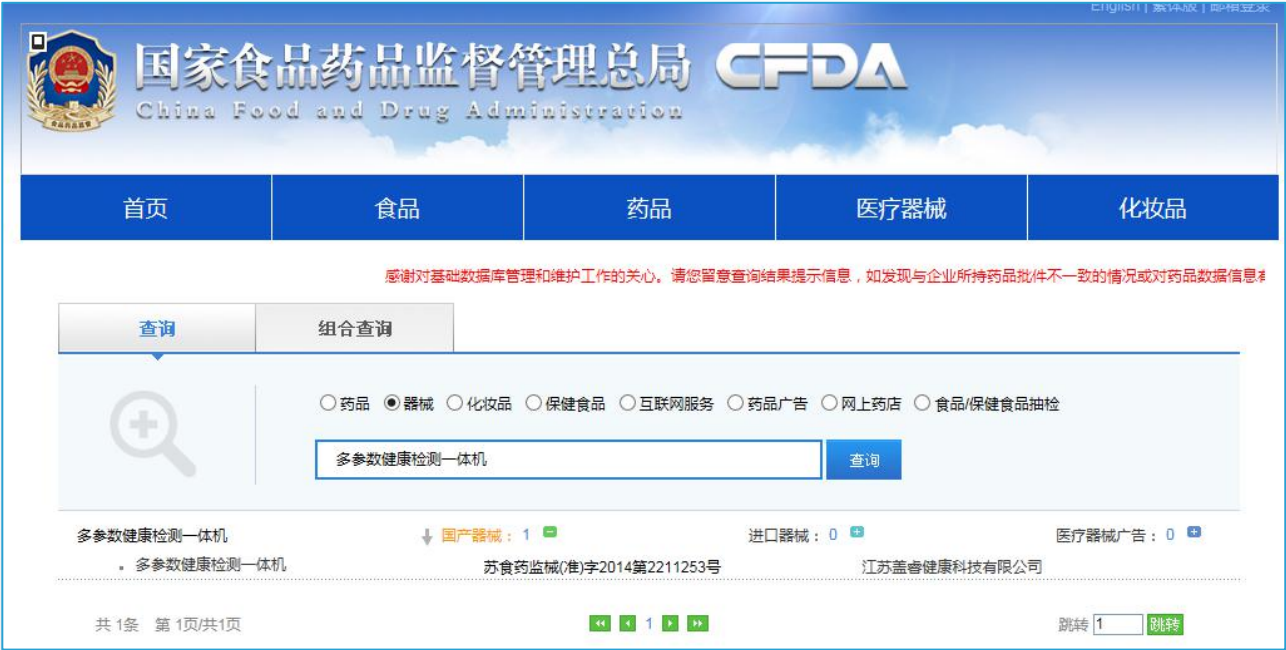 English | 繁体版 | 邮箱登录
国家食品药品监督管理总局 CFDA
China Food and Drug Administration
食品药品监督
首页 食品 药品 医疗器械 化妆品
感谢对基础数据库管理和维护工作的关心。请您留意查询结果提示信息，如发现与企业所持药品批件不一致的情况或对药品数据信息有
查询 组合查询
药品 器械 化妆品 保健食品 互联网服务 药品广告 网上药店 食品/保健食品抽检
多参数健康检测一体机 查询
多参数健康检测一体机 国产器械：1 进口器械：0 医疗器械广告：0
多参数健康检测一体机 苏食药监械(准)字2014第2211253号 江苏盖睿健康科技有限公司
共 1条 第 1页/共1页 1 跳转 1 跳转